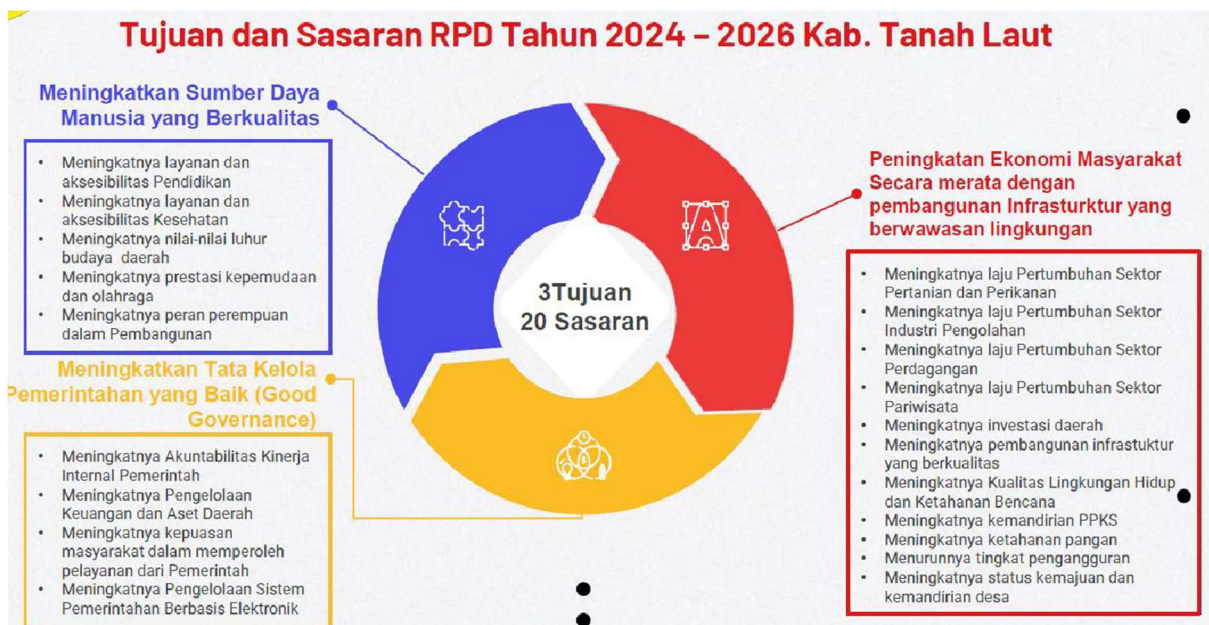 Tujuan dan Sasaran RPD Tahun 2024 – 2026 Kab. Tanah Laut
Meningkatkan Sumber Daya
Manusia yang Berkualitas
• Meningkatnya layanan dan
aksesibilitas Pendidikan
• Meningkatnya layanan dan
aksesibilitas Kesehatan
• Meningkatnya nilai-nilai luhur
budaya daerah
• Meningkatnya prestasi kepemudaan
dan olahraga
• Meningkatnya peran perempuan
dalam Pembangunan
Meningkatkan Tata Kelola
Pemerintahan yang Baik (Good
Governance)
• Meningkatnya Akuntabilitas Kinerja
Internal Pemerintah
• Meningkatnya Pengelolaan
Keuangan dan Aset Daerah
• Meningkatnya kepuasan
masyarakat dalam memperoleh
pelayanan dari Pemerintah
• Meningkatnya Pengelolaan Sistem
Pemerintahan Berbasis Elektronik
3Tujuan
20 Sasaran
Peningkatan Ekonomi Masyarakat
Secara merata dengan
pembangunan Infrasturktur yang
berwawasan lingkungan
• Meningkatnya laju Pertumbuhan Sektor
Pertanian dan Perikanan
• Meningkatnya laju Pertumbuhan Sektor
Industri Pengolahan
• Meningkatnya laju Pertumbuhan Sektor
Perdagangan
• Meningkatnya laju Pertumbuhan Sektor
Pariwisata
• Meningkatnya investasi daerah
• Meningkatnya pembangunan infrastuktur
yang berkualitas
• Meningkatnya Kualitas Lingkungan Hidup
dan Ketahanan Bencana
• Meningkatnya kemandirian PPKS
• Meningkatnya ketahanan pangan
• Menurunnya tingkat pengangguran
• Meningkatnya status kemajuan dan
kemandirian desa